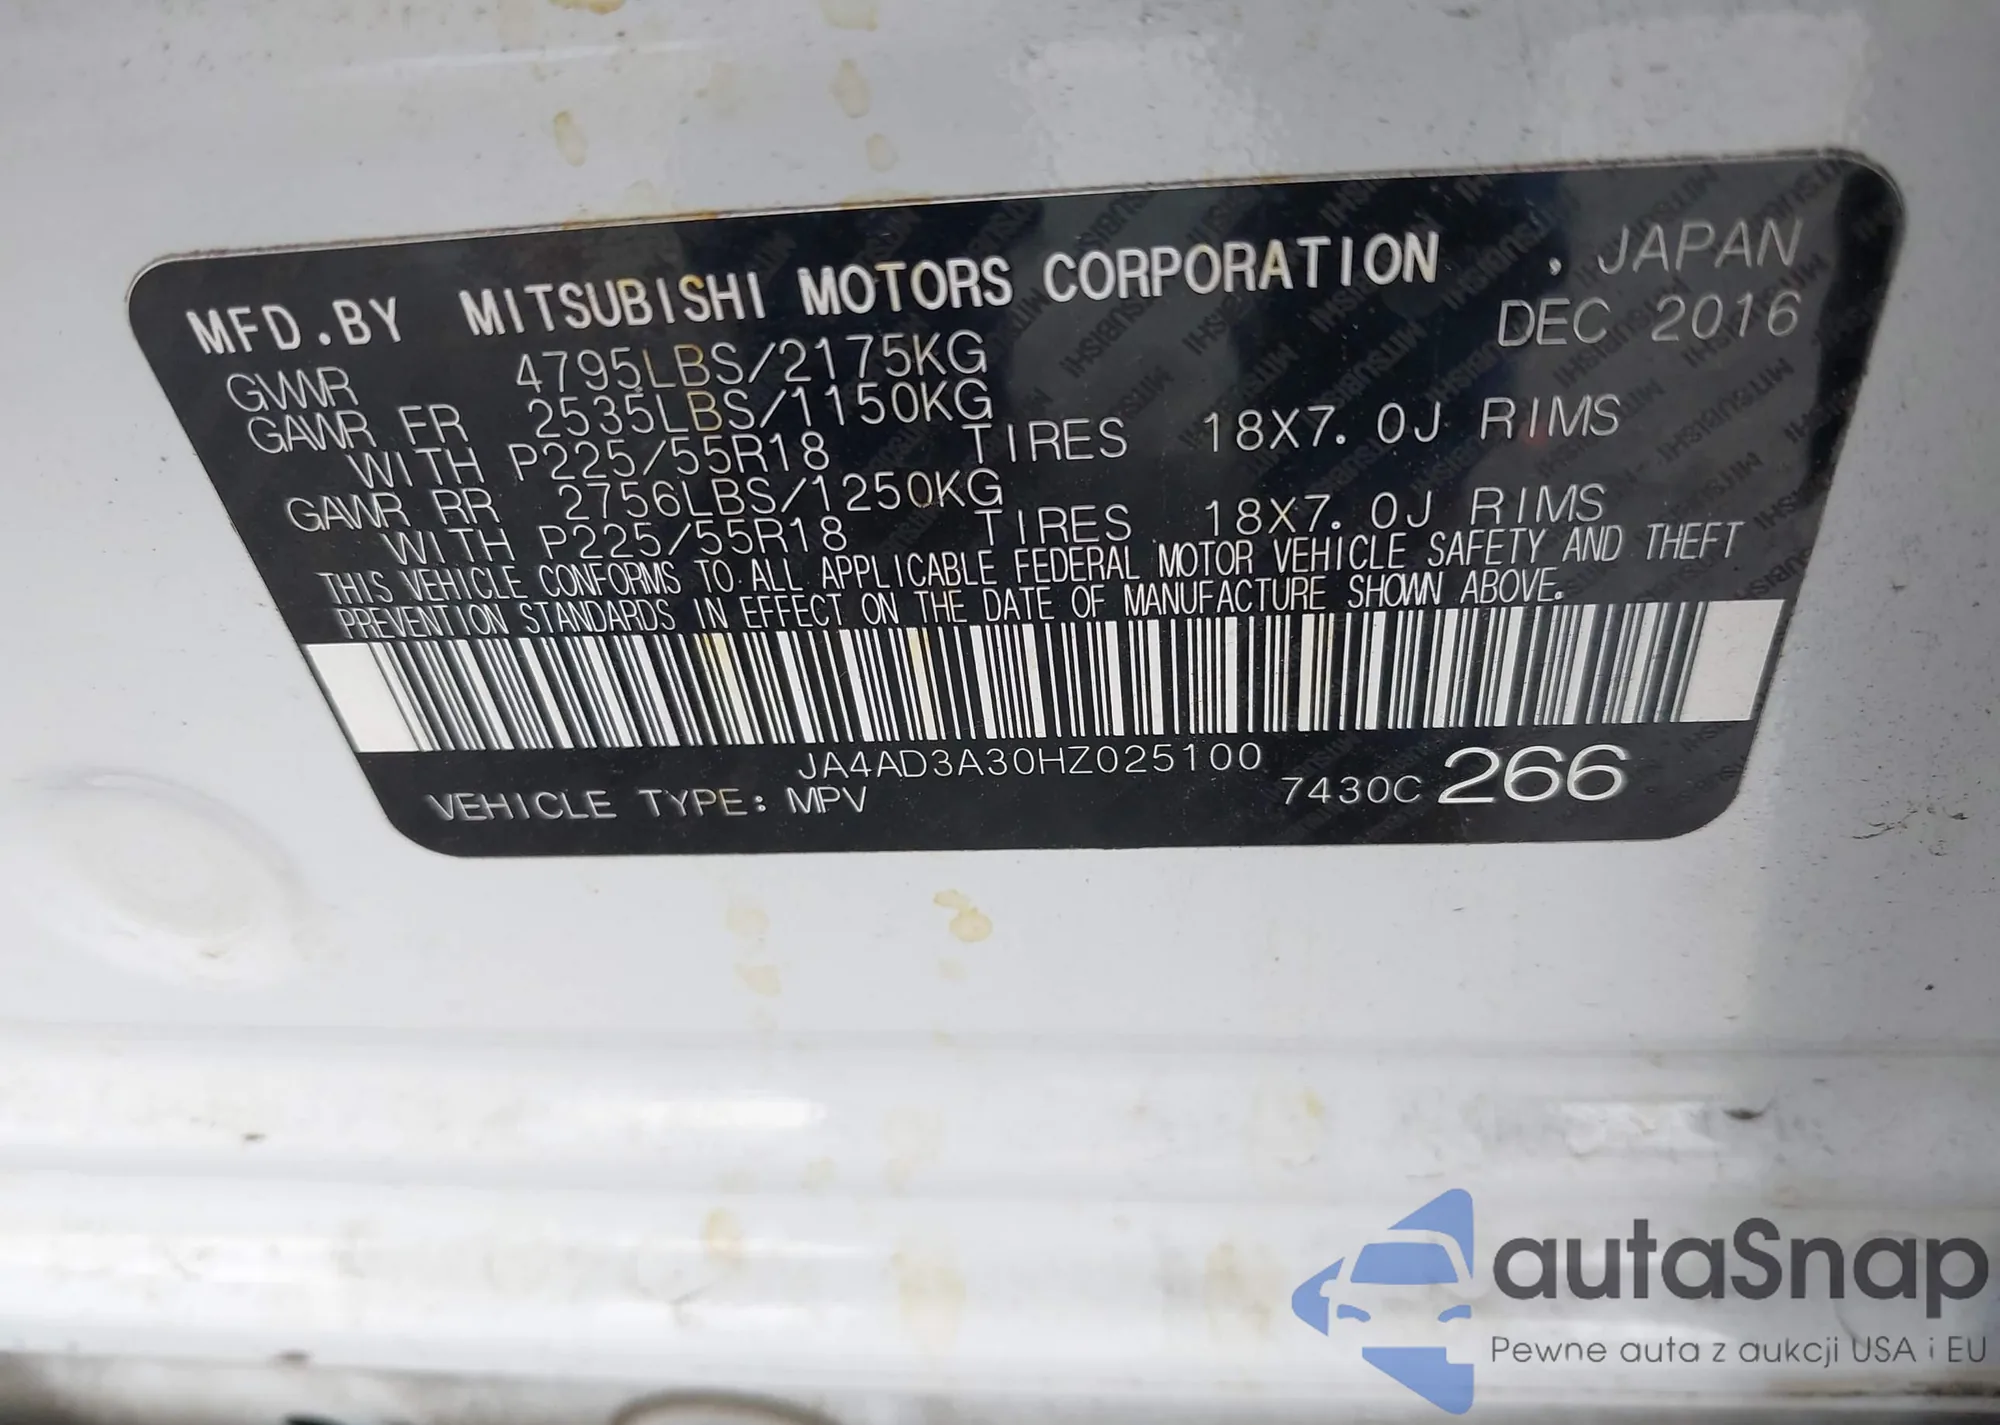 MFD.BY MITSUBISHI MOTORS CORPORATION , JAPAN
GVWR 4795LBS/2175KG DEC 2016
GAWR FR 2535LBS/1150KG
WITH P225/55R18 TIRES 18X7.0J RIMS
GAWR RR 2756LBS/1250KG
WITH P225/55R18 TIRES 18X7.0J RIMS
THIS VEHICLE CONFORMS TO ALL APPLICABLE FEDERAL MOTOR VEHICLE SAFETY AND THEFT
PREVENTION STANDARDS IN EFFECT ON THE DATE OF MANUFACTURE SHOWN ABOVE.
JA4AD3A30HZ025100
VEHICLE TYPE: MPV 7430C 266
autaSnap
Pewne auta z aukcji USA i EU